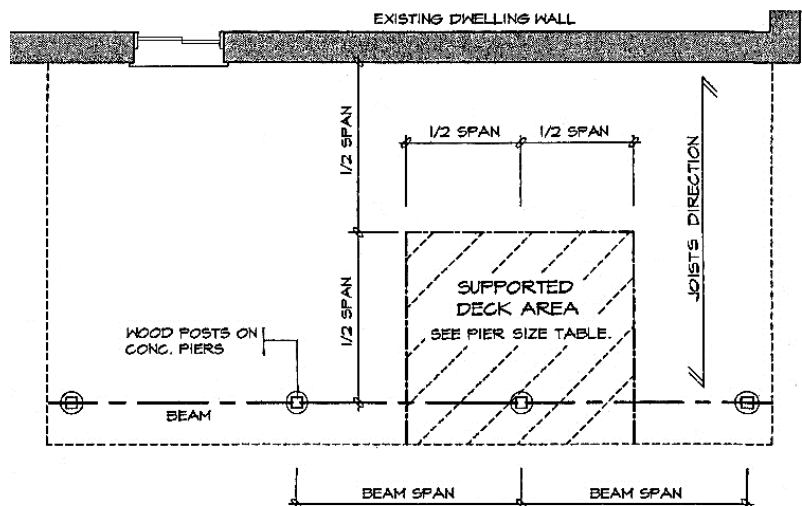 EXISTING DWELLING WALL
1/2 SPAN
1/2 SPAN
1/2 SPAN
JOISTS DIRECTION
SUPPORTED
DECK AREA
SEE PIER SIZE TABLE.
1/2 SPAN
WOOD POSTS ON
CONC. PIERS
BEAM
BEAM SPAN
BEAM SPAN